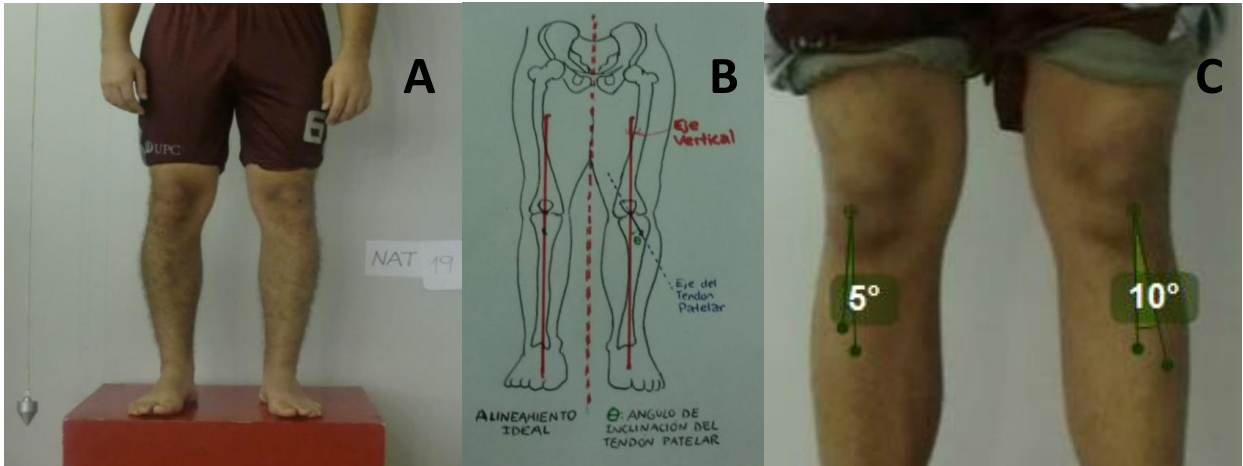 A
UPC
6
NAT 19
B
Eje
Vertical
θ
Eje del
Tendon
Patelar
ALINEAMIENTO
IDEAL
θ: ANGULO DE
INCLINACIÓN DEL
TENDON PATELAR
C
5°
10°